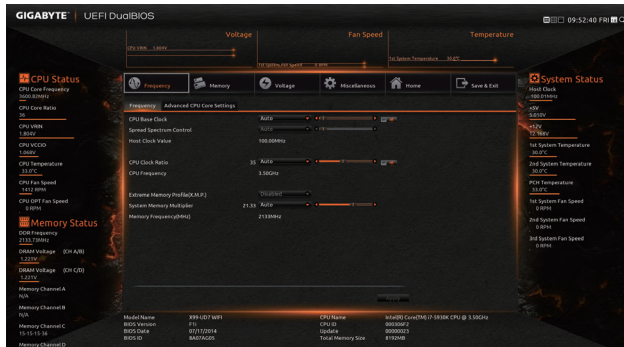 GIGABYTE™ UEFI DualBIOS
09:52:40 FRI
Voltage
Fan Speed
Temperature
CPU VRIN 1.804V
1st System Fan Speed 0 RPM
1st System Temperature 30.0°C
CPU Status
CPU Core Frequency
3600.82MHz
CPU Core Ratio
36
CPU VRIN
1.804V
CPU VCCIO
1.068V
CPU Temperature
33.0°C
CPU Fan Speed
1412 RPM
CPU OPT Fan Speed
0 RPM
Memory Status
DDR Frequency
2133.73MHz
DRAM Voltage (CH A/B)
1.221V
DRAM Voltage (CH C/D)
1.221V
Memory Channel A
N/A
Memory Channel B
N/A
Memory Channel C
15-15-15-36
Memory Channel D
Frequency
Memory
Voltage
Miscellaneous
Home
Save & Exit
Frequency Advanced CPU Core Settings
CPU Base Clock Auto
Spread Spectrum Control Auto
Host Clock Value 100.00MHz
CPU Clock Ratio 35 Auto
CPU Frequency 3.50GHz
Extreme Memory Profile(X.M.P.) Disabled
System Memory Multiplier 21.33 Auto
Memory Frequency(MHz) 2133MHz
Model Name X99-UD7 WIFI
BIOS Version F1i
BIOS Date 07/17/2014
BIOS ID 8A07AG05
CPU Name Intel(R) Core(TM) i7-5930K CPU @ 3.50GHz
CPU ID 000306F2
Update 00000023
Total Memory Size 8192MB
System Status
Host Clock
100.01MHz
+5V
5.010V
+12V
12.168V
1st System Temperature
30.0°C
2nd System Temperature
30.0°C
PCH Temperature
33.0°C
1st System Fan Speed
0 RPM
2nd System Fan Speed
0 RPM
3rd System Fan Speed
0 RPM